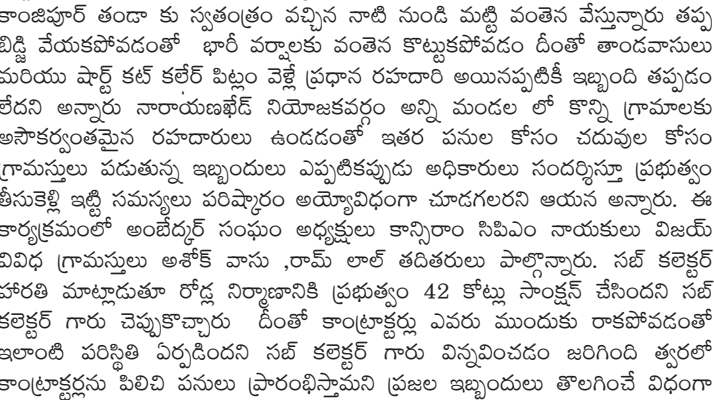 కాంజిపూర్ తండా కు స్వతంత్రం వచ్చిన నాటి నుండి మట్టి వంతెన వేస్తున్నారు తప్ప
బిడ్జి వేయకపోవడంతో భారీ వర్షాలకు వంతెన కొట్టుకపోవడం దీంతో తాండవాసులు
మరియు షార్ట్ కట్ కల్హేర్ పిట్లం వెళ్లే ప్రధాన రహదారి అయినప్పటికీ ఇబ్బంది తప్పడం
లేదని అన్నారు నారాయణఖేడ్ నియోజకవర్గం అన్ని మండల లో కొన్ని గ్రామాలకు
అసౌకర్వంతమైన రహదారులు ఉండడంతో ఇతర పనుల కోసం చదువుల కోసం
గ్రామస్తులు పడుతున్న ఇబ్బందులు ఎప్పటికప్పుడు అధికారులు సందర్శిస్తూ ప్రభుత్వం
తీసుకెళ్లి ఇట్టి సమస్యలు పరిష్కారం అయ్యేవిధంగా చూడగలరని ఆయన అన్నారు. ఈ
కార్యక్రమంలో అంబేద్కర్ సంఘం అధ్యక్షులు కాన్సిరాం సిపిఎం నాయకులు విజయ్
వివిధ గ్రామస్తులు అశోక్ వాసు ,రామ్ లాల్ తదితరులు పాల్గొన్నారు. సబ్ కలెక్టర్
హారతి మాట్లాడుతూ రోడ్ల నిర్మాణానికి ప్రభుత్వం 42 కోట్లు సాంక్షన్ చేసిందని సబ్
కలెక్టర్ గారు చెప్పుకొచ్చారు దీంతో కాంట్రాక్టర్లు ఎవరు ముందుకు రాకపోవడంతో
ఇలాంటి పరిస్థితి ఏర్పడిందని సబ్ కలెక్టర్ గారు విన్నవించడం జరిగింది త్వరలో
కాంట్రాక్టర్లను పిలిచి పనులు ప్రారంభిస్తామని ప్రజల ఇబ్బందులు తొలగించే విధంగా